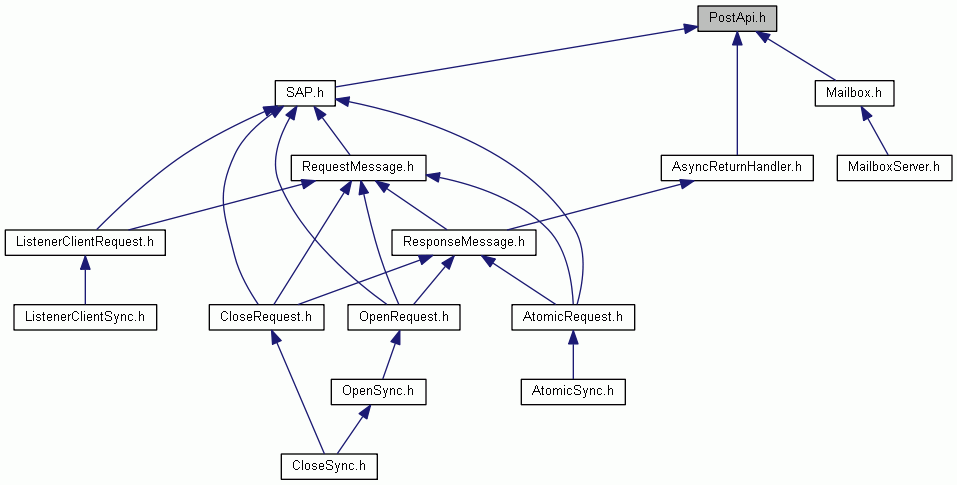 PostApi.h
SAP.h
Mailbox.h
RequestMessage.h
AsyncReturnHandler.h
MailboxServer.h
ListenerClientRequest.h
ResponseMessage.h
ListenerClientSync.h
CloseRequest.h
OpenRequest.h
AtomicRequest.h
OpenSync.h
AtomicSync.h
CloseSync.h